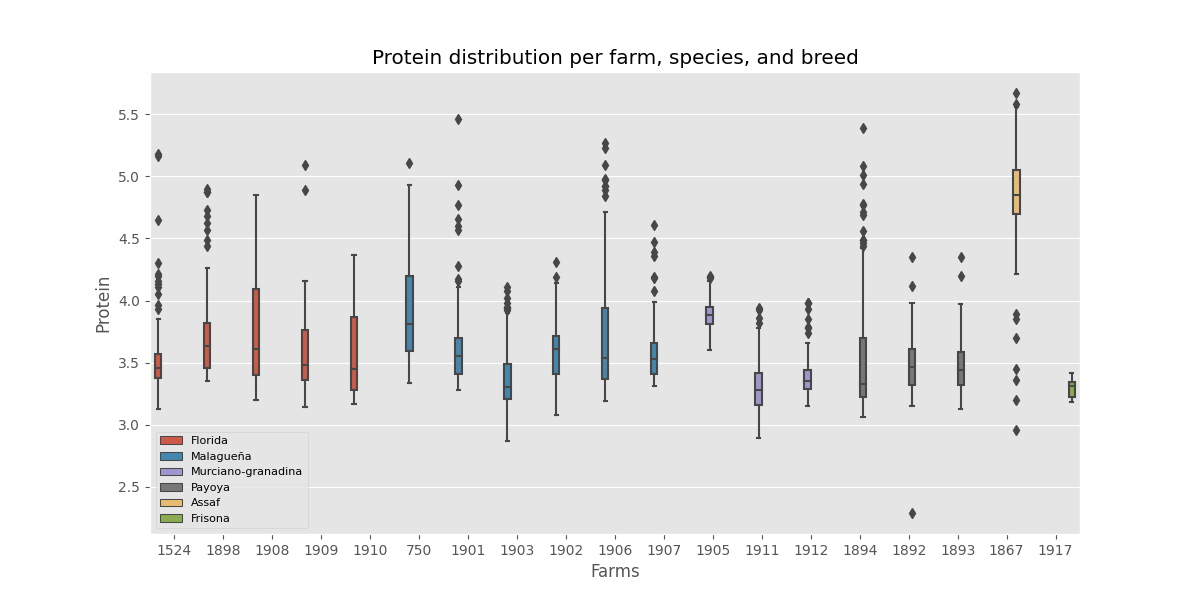 Protein distribution per farm, species, and breed
5.5
5.0
4.5
4.0
3.5
3.0
2.5
Protein
Florida
Malagueña
Murciano-granadina
Payoya
Assaf
Frisona
1524 1898 1908 1909 1910 750 1901 1903 1902 1906 1907 1905 1911 1912 1894 1892 1893 1867 1917
Farms